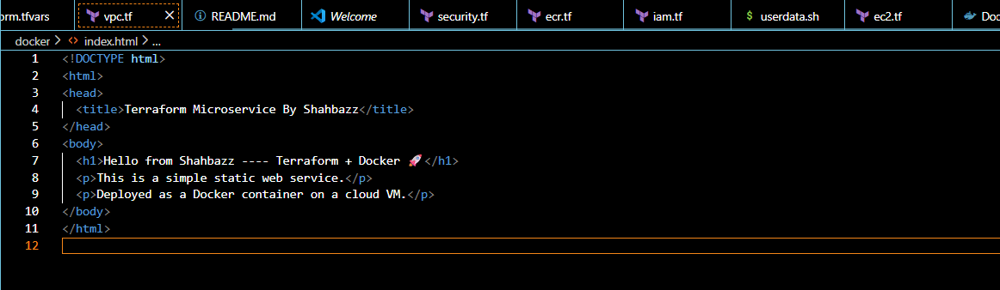 orm.tfvars vpc.tf README.md Welcome security.tf ecr.tf iam.tf $ userdata.sh ec2.tf Doc
docker > <> index.html > ...
1 <!DOCTYPE html>
2 <html>
3 <head>
4 <title>Terraform Microservice By Shahbazz</title>
5 </head>
6 <body>
7 <h1>Hello from Shahbazz ---- Terraform + Docker 🚀</h1>
8 <p>This is a simple static web service.</p>
9 <p>Deployed as a Docker container on a cloud VM.</p>
10 </body>
11 </html>
12